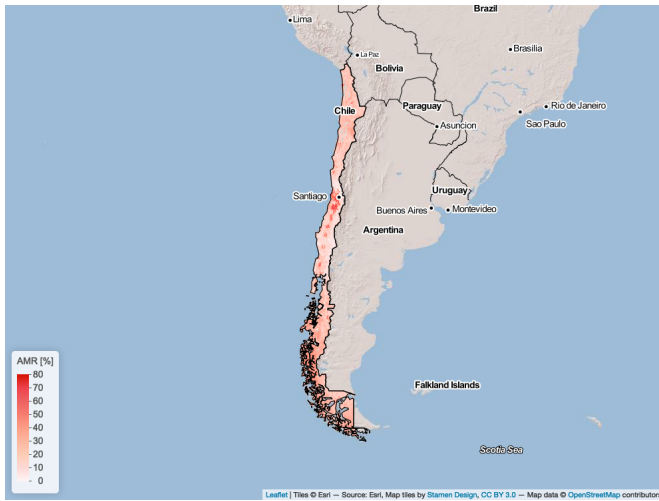 Brazil
Lima
La Paz
Brasilia
Bolivia
Chile
Paraguay
Rio de Janeiro
Asuncion
Sao Paulo
Uruguay
Santiago
Buenos Aires
Montevideo
Argentina
AMR [%]
80
70
60
50
40
30
20
10
0
Falkland Islands
Scotia Sea
Leaflet | Tiles © Esri — Source: Esri, Map tiles by Stamen Design, CC BY 3.0 — Map data © OpenStreetMap contributor